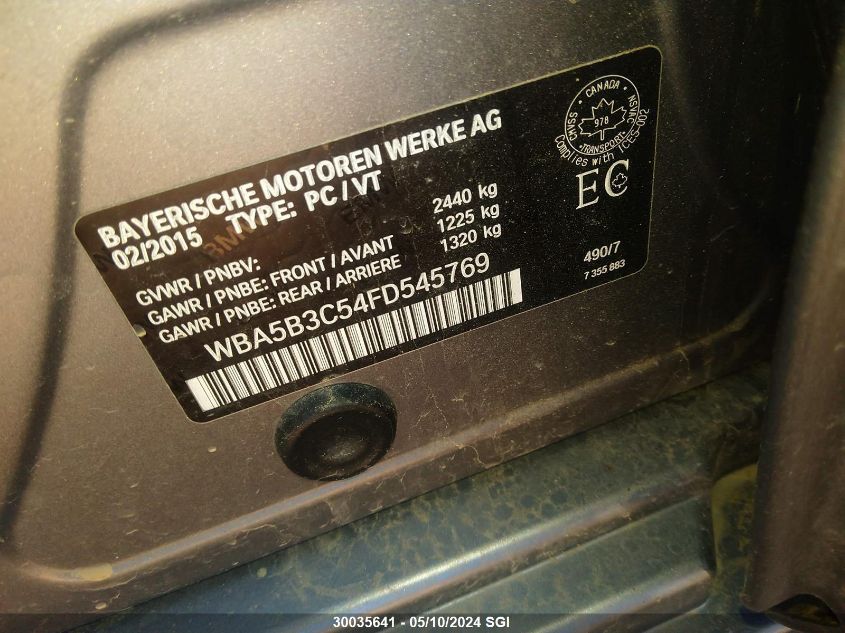 BAYERISCHE MOTOREN WERKE AG
02/2015 TYPE: PC / VT
GVWR / PNBV: 2440 kg
GAWR / PNBE: FRONT / AVANT 1225 kg
GAWR / PNBE: REAR / ARRIERE 1320 kg
WBA5B3C54FD545769
CANADA
CMVSS NSVAC
978
TRANSPORT
Complies with ICES-002
EC
490/7
7 355 883
30035641 - 05/10/2024 SGI